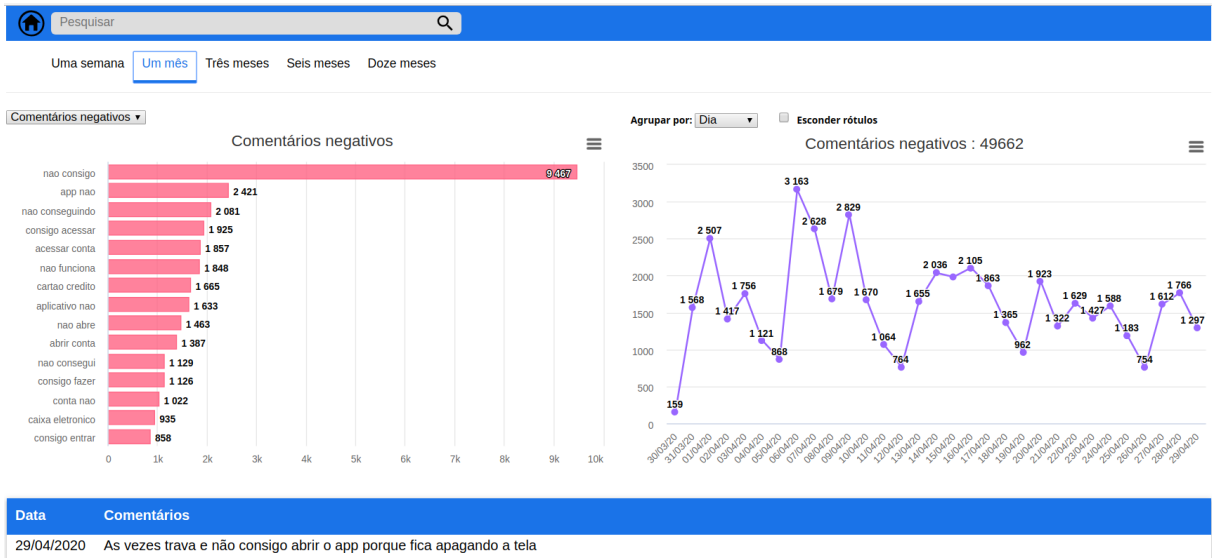 Pesquisar
Uma semana Um mês Três meses Seis meses Doze meses
Comentários negativos
Comentários negativos
nao consigo 9 467
app nao 2 421
nao conseguindo 2 081
consigo acessar 1 925
acessar conta 1 857
nao funciona 1 848
cartao credito 1 665
aplicativo nao 1 633
nao abre 1 463
abrir conta 1 387
nao consegui 1 129
consigo fazer 1 126
conta nao 1 022
caixa eletronico 935
consigo entrar 858
0 1k 2k 3k 4k 5k 6k 7k 8k 9k 10k
Agrupar por: Dia Esconder rótulos
Comentários negativos : 49662
3500
3000
2500
2000
1500
1000
500
0
159 1 568 2 507 1 417 1 756 1 121 868 3 163 2 628 1 679 2 829 1 670 1 064 764 1 655 2 036 2 105 1 863 1 365 962 1 923 1 322 1 629 1 427 1 588 1 183 754 1 612 1 766 1 297
30/03/20 31/03/20 01/04/20 02/04/20 03/04/20 04/04/20 05/04/20 06/04/20 07/04/20 08/04/20 09/04/20 10/04/20 11/04/20 12/04/20 13/04/20 14/04/20 15/04/20 16/04/20 17/04/20 18/04/20 19/04/20 20/04/20 21/04/20 22/04/20 23/04/20 24/04/20 25/04/20 26/04/20 27/04/20 28/04/20 29/04/20
Data Comentários
29/04/2020 As vezes trava e não consigo abrir o app porque fica apagando a tela